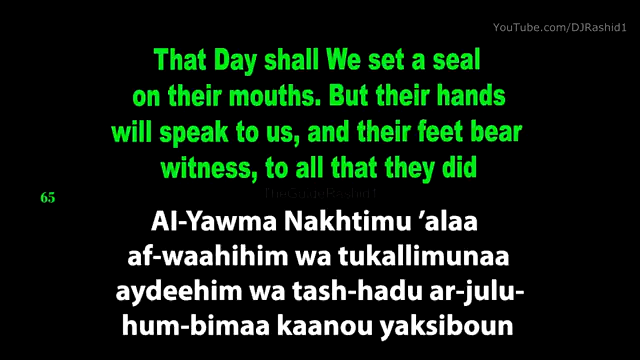 YouTube.com/DJRashid1
That Day shall We set a seal
on their mouths. But their hands
will speak to us, and their feet bear
witness, to all that they did
TheGuideRashid1
65
Al-Yawma Nakhtimu ’alaa
af-waahihim wa tukallimunaa
aydeehim wa tash-hadu ar-julu-
hum-bimaa kaanou yaksiboun